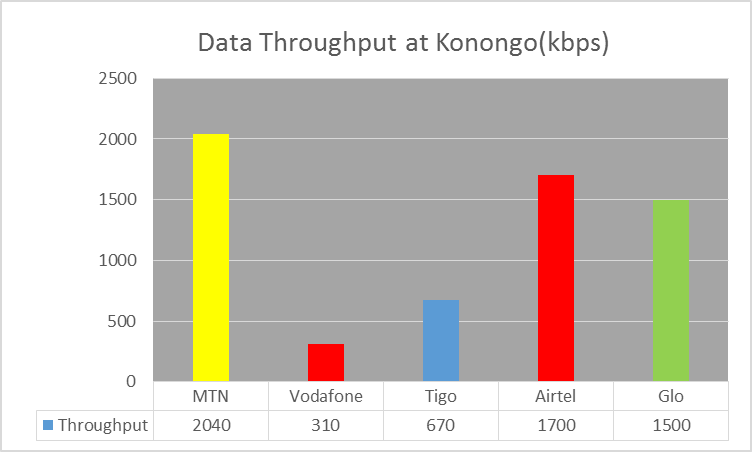 Data Throughput at Konongo(kbps)
2500
2000
1500
1000
500
0
MTN Vodafone Tigo Airtel Glo
Throughput 2040 310 670 1700 1500